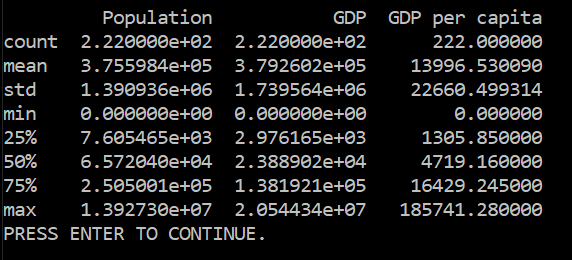 Population GDP GDP per capita
count 2.220000e+02 2.220000e+02 222.000000
mean 3.755984e+05 3.792602e+05 13996.530090
std 1.390936e+06 1.739564e+06 22660.499314
min 0.000000e+00 0.000000e+00 0.000000
25% 7.605465e+03 2.976165e+03 1305.850000
50% 6.572040e+04 2.388902e+04 4719.160000
75% 2.505001e+05 1.381921e+05 16429.245000
max 1.392730e+07 2.054434e+07 185741.280000
PRESS ENTER TO CONTINUE.